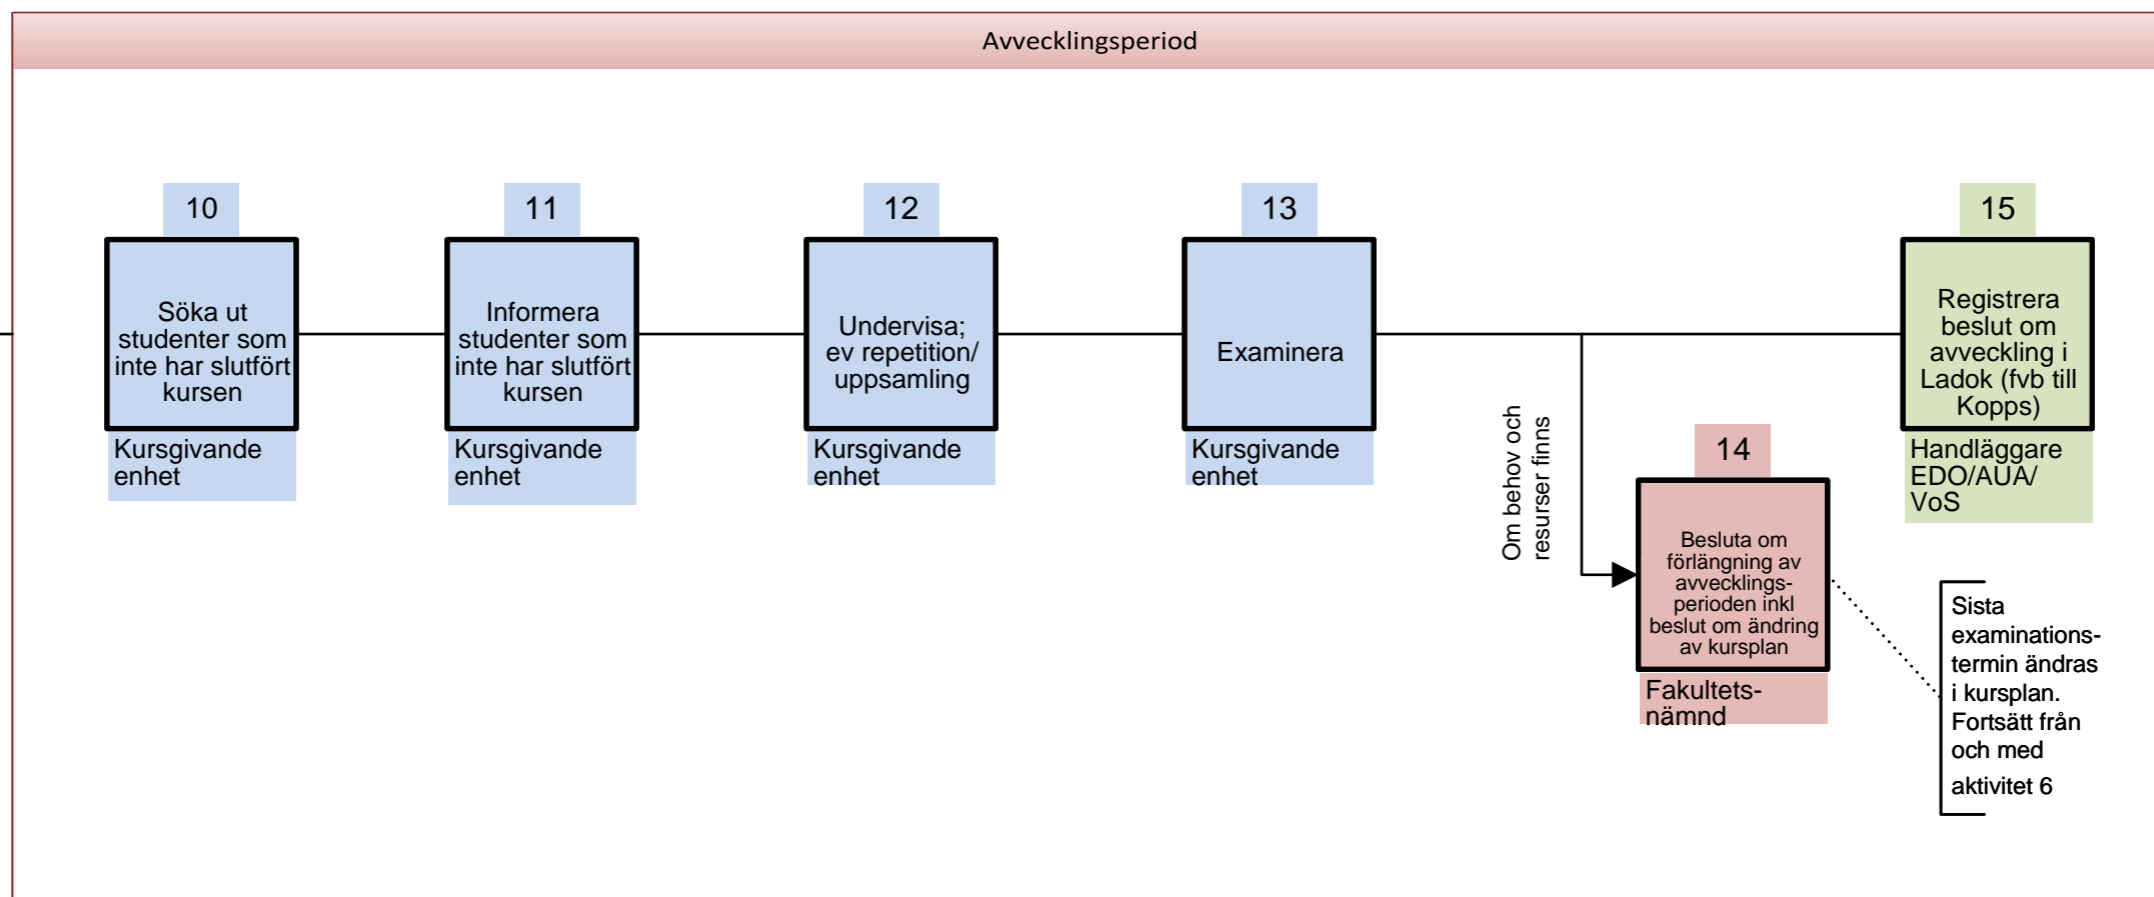 Avvecklingsperiod
10
Söka ut
studenter som
inte har slutfört
kursen
Kursgivande
enhet
11
Informera
studenter som
inte har slutfört
kursen
Kursgivande
enhet
12
Undervisa;
ev repetition/
uppsamling
Kursgivande
enhet
13
Examinera
Kursgivande
enhet
Om behov och
resurser finns
14
Besluta om
förlängning av
avvecklings-
perioden inkl
beslut om ändring
av kursplan
Fakultets-
nämnd
15
Registrera
beslut om
avveckling i
Ladok (fvb till
Kopps)
Handläggare
EDO/AUA/
VoS
Sista
examinations-
termin ändras
i kursplan.
Fortsätt från
och med
aktivitet 6